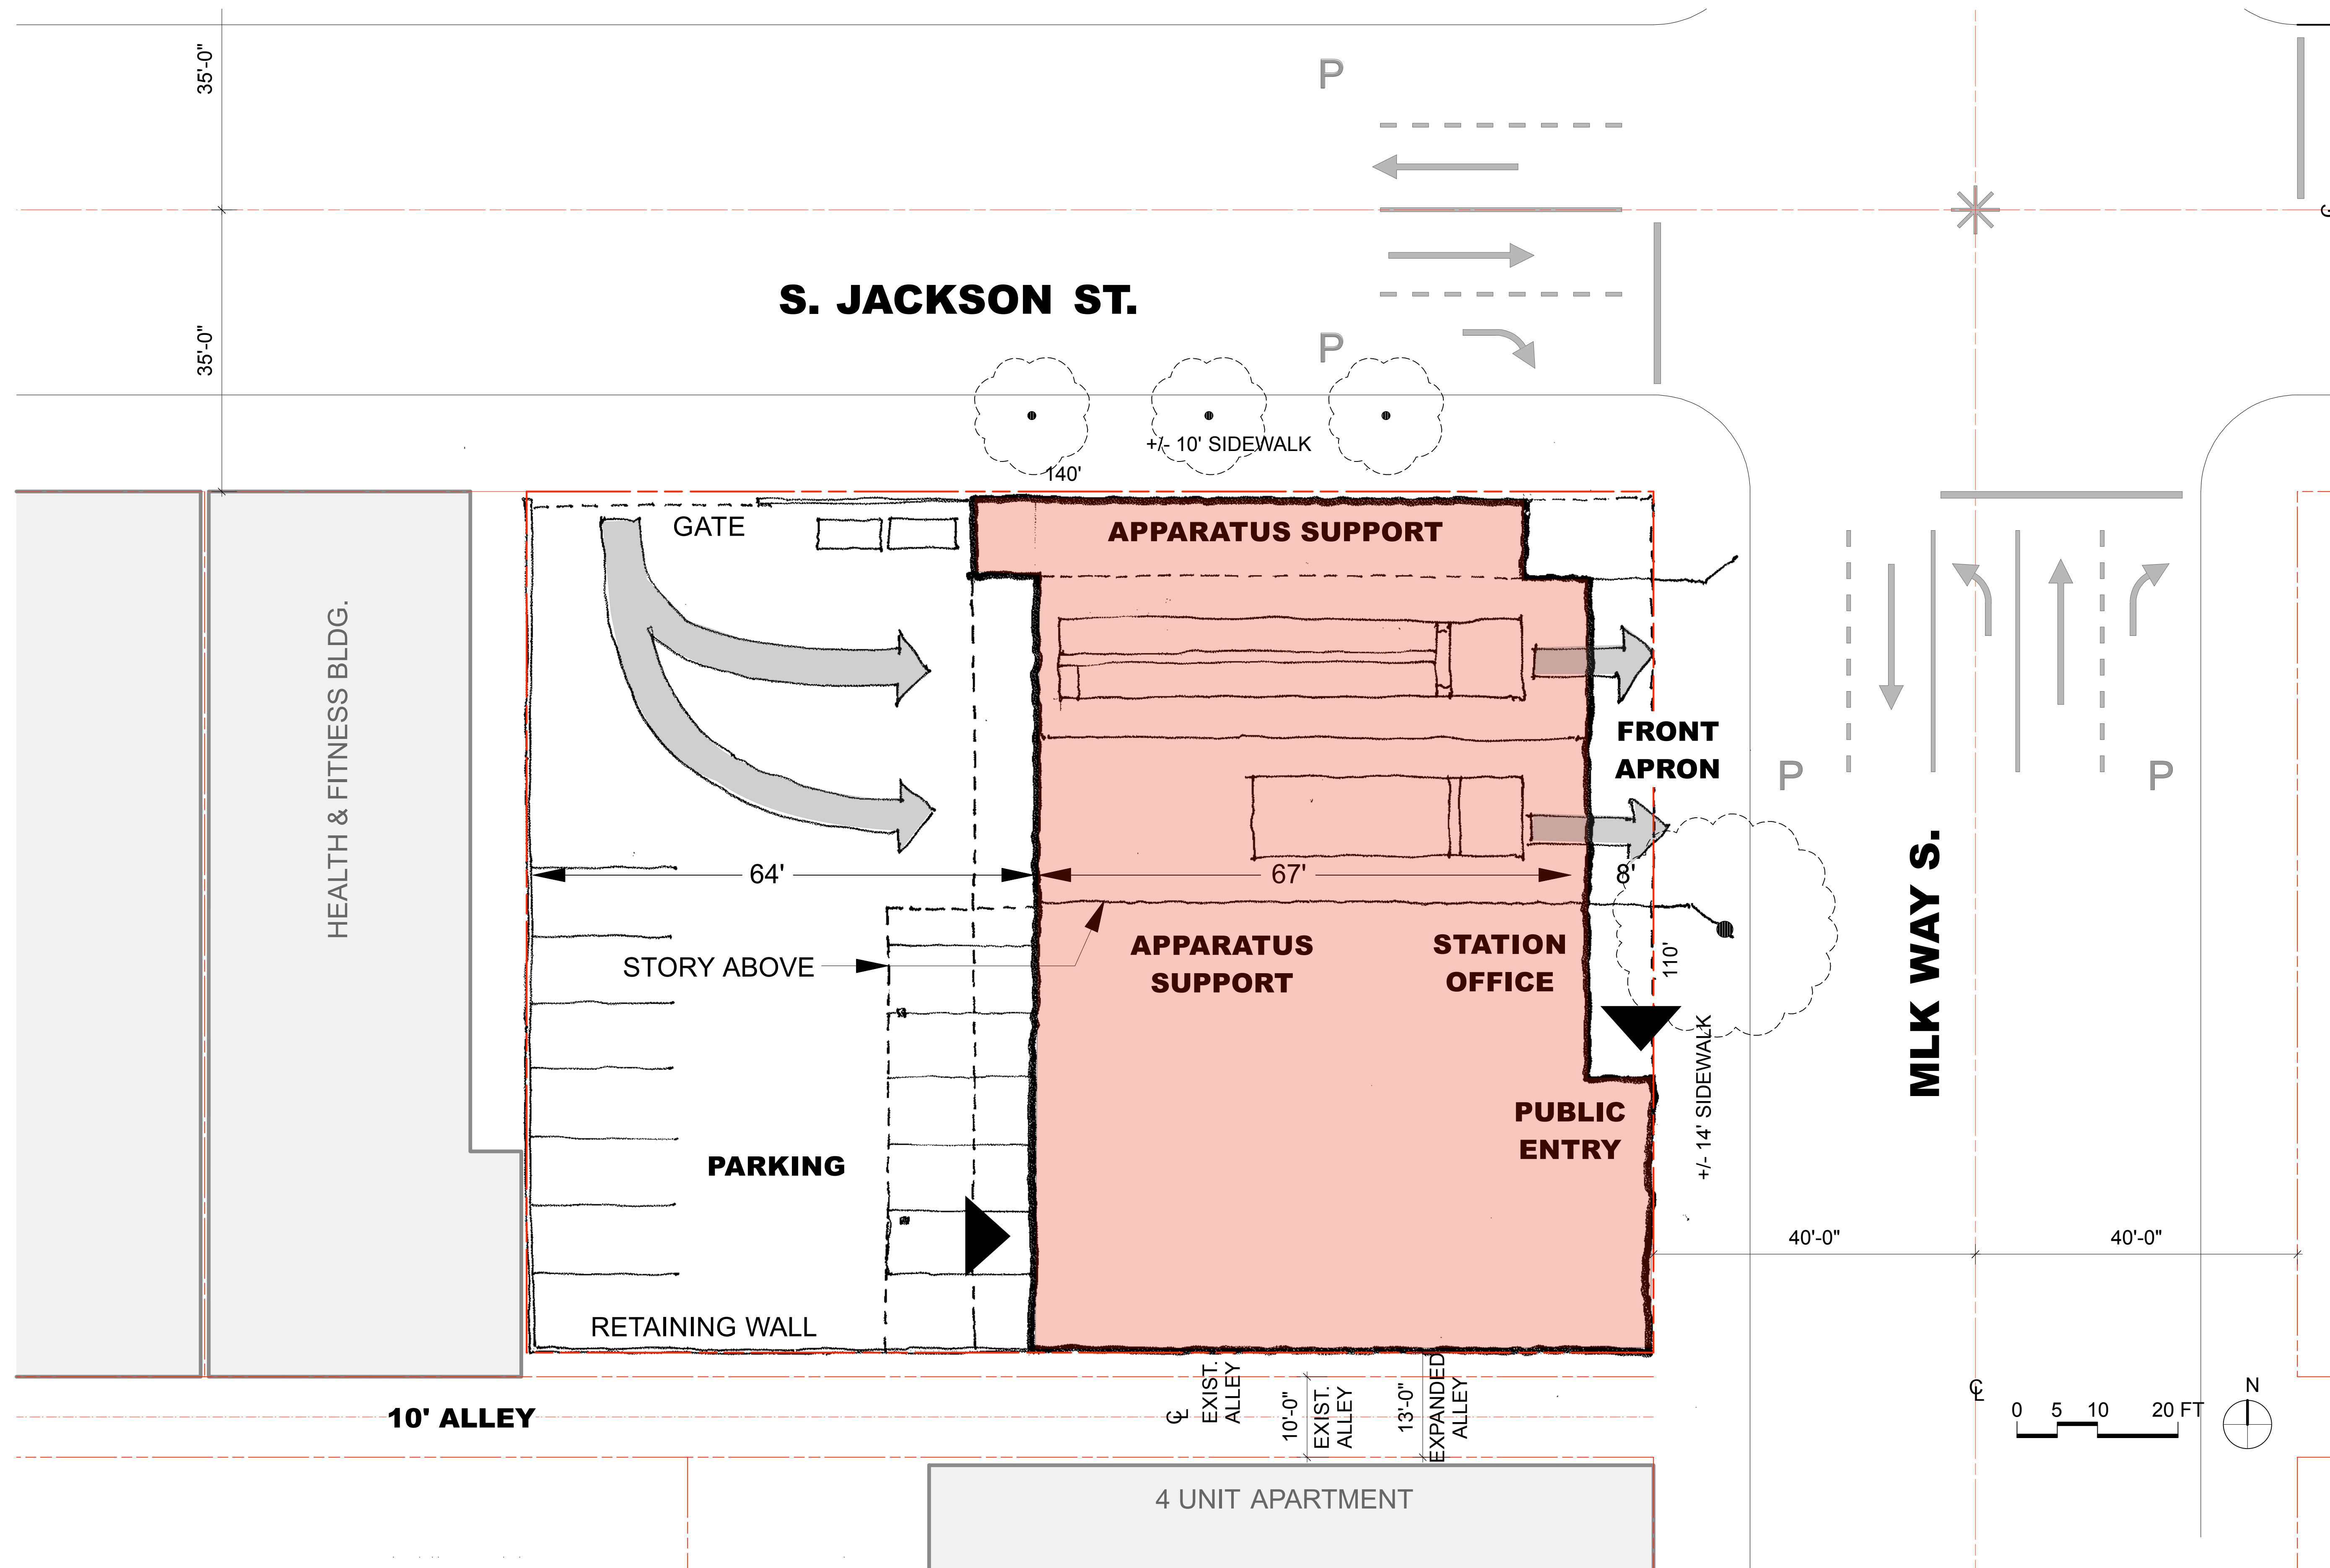 35'-0"
P
S. JACKSON ST.
35'-0"
P
+/- 10' SIDEWALK
140'
GATE
APPARATUS SUPPORT
HEALTH & FITNESS BLDG.
FRONT
APRON
P
P
64'
67'
8'
STORY ABOVE
APPARATUS
SUPPORT
STATION
OFFICE
110'
MLK WAY S.
+/- 14' SIDEWALK
PUBLIC
ENTRY
PARKING
40'-0"
40'-0"
RETAINING WALL
10' ALLEY
CL
EXIST.
ALLEY
10'-0"
EXIST.
ALLEY
13'-0"
EXPANDED
ALLEY
CL
0 5 10 20 FT
N
4 UNIT APARTMENT